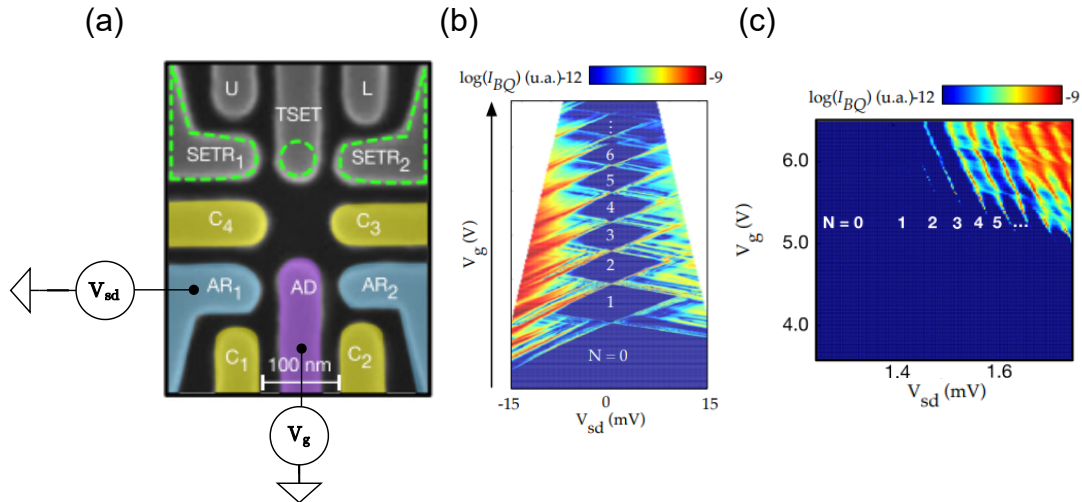 (a)
(b)
(c)
U
L
TSET
SETR1
SETR2
C4
C3
AR1
AD
AR2
C1
C2
100 nm
Vsd
Vg
log(IBQ) (u.a.) -12 -9
Vg (V)
⋮
6
5
4
3
2
1
N = 0
-15 0 15
Vsd (mV)
log(IBQ) (u.a.) -12 -9
6.0
5.0
4.0
Vg (V)
N = 0 1 2 3 4 5 ...
1.4 1.6
Vsd (mV)